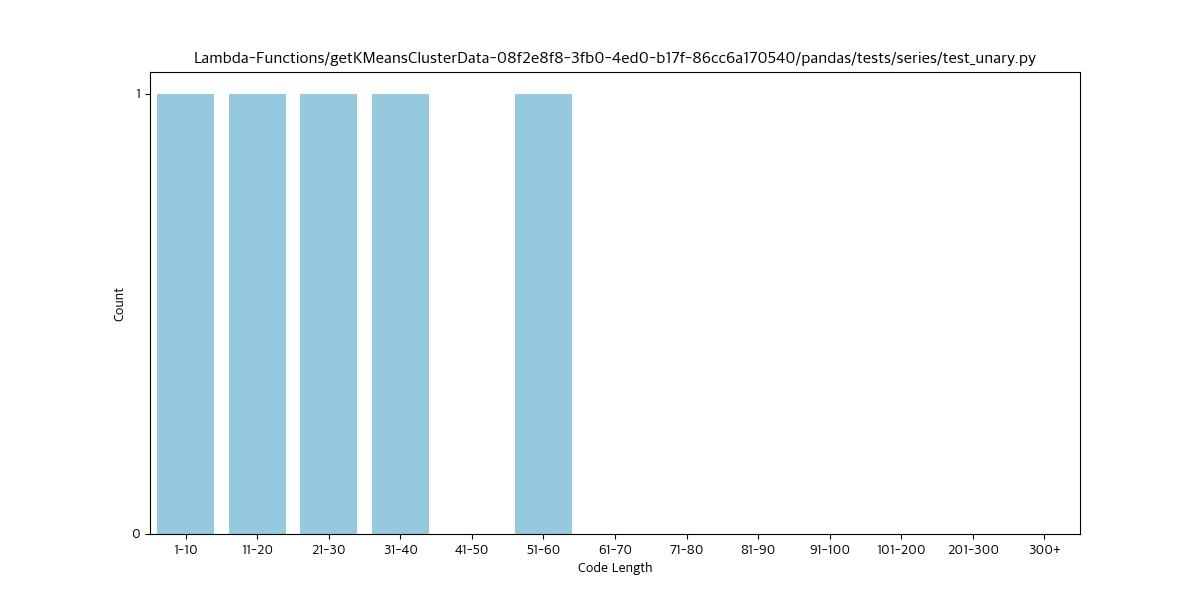 Lambda-Functions/getKMeansClusterData-08f2e8f8-3fb0-4ed0-b17f-86cc6a170540/pandas/tests/series/test_unary.py
1
Count
0
1-10 11-20 21-30 31-40 41-50 51-60 61-70 71-80 81-90 91-100 101-200 201-300 300+
Code Length